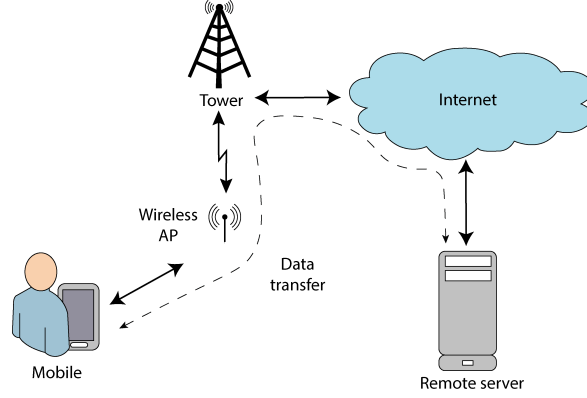 Tower
Internet
Wireless
AP
Data
transfer
Mobile
Remote server